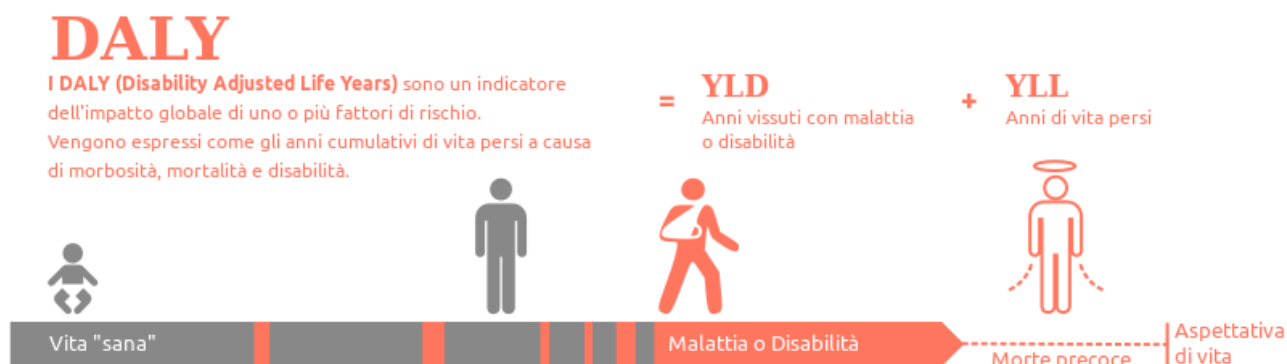 DALY
I DALY (Disability Adjusted Life Years) sono un indicatore
dell'impatto globale di uno o più fattori di rischio.
Vengono espressi come gli anni cumulativi di vita persi a causa
di morbosità, mortalità e disabilità.
=
YLD
Anni vissuti con malattia
o disabilità
+
YLL
Anni di vita persi
Vita "sana"
Malattia o Disabilità
Morte precoce
Aspettativa
di vita